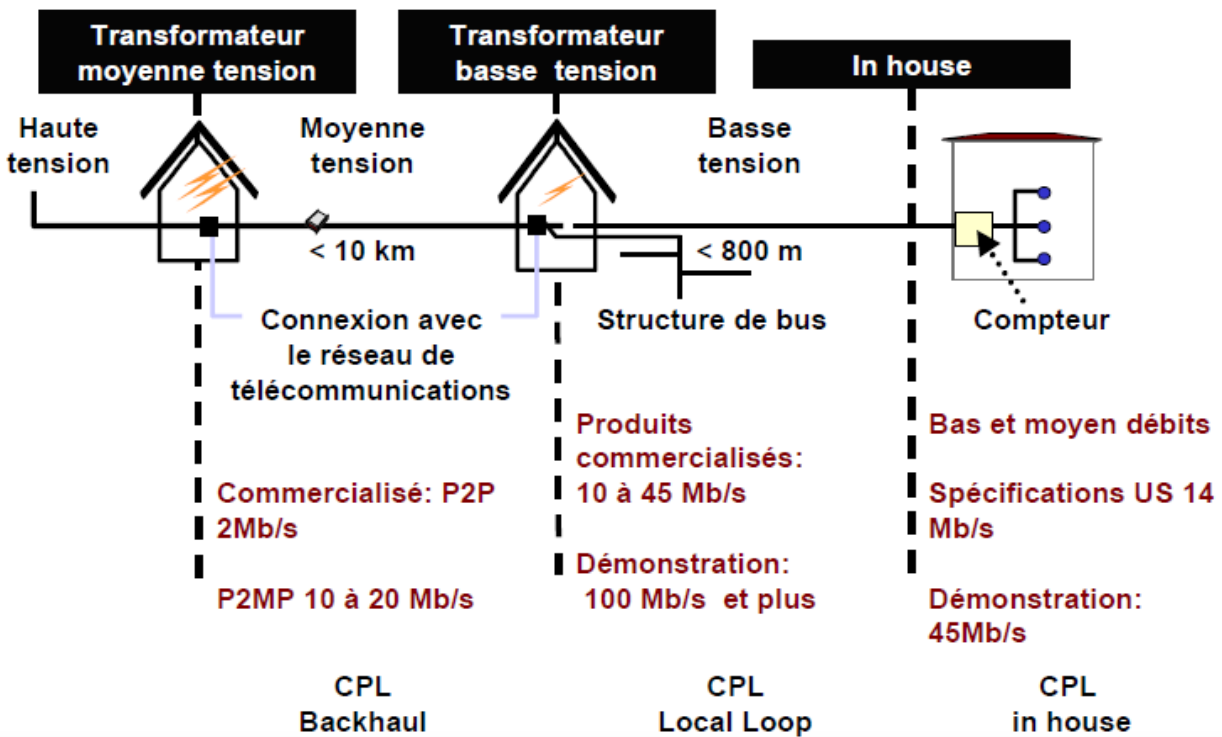 Transformateur
moyenne tension
Transformateur
basse tension
In house
Haute
tension
Moyenne
tension
Basse
tension
< 10 km
< 800 m
Connexion avec
le réseau de
télécommunications
Structure de bus
Compteur
Commercialisé: P2P
2Mb/s
P2MP 10 à 20 Mb/s
Produits
commercialisés:
10 à 45 Mb/s
Démonstration:
100 Mb/s et plus
Bas et moyen débits
Spécifications US 14
Mb/s
Démonstration:
45Mb/s
CPL
Backhaul
CPL
Local Loop
CPL
in house